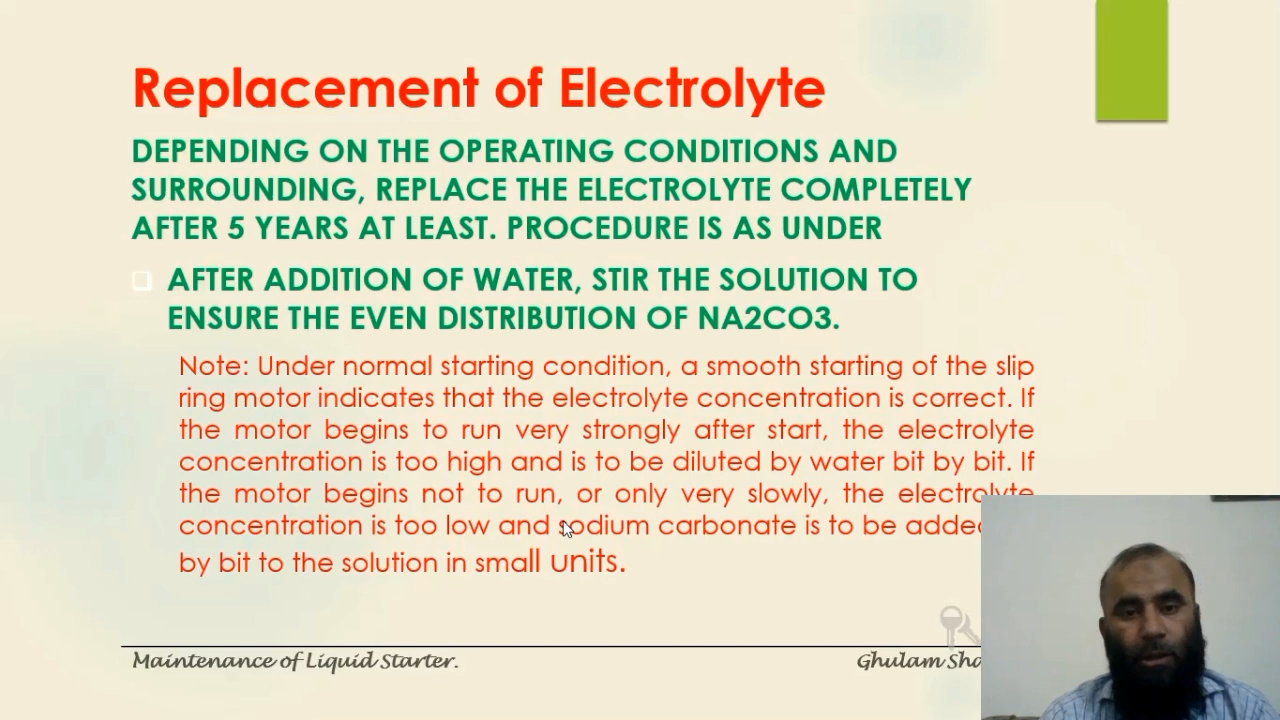 Replacement of Electrolyte
DEPENDING ON THE OPERATING CONDITIONS AND
SURROUNDING, REPLACE THE ELECTROLYTE COMPLETELY
AFTER 5 YEARS AT LEAST. PROCEDURE IS AS UNDER
AFTER ADDITION OF WATER, STIR THE SOLUTION TO
ENSURE THE EVEN DISTRIBUTION OF NA2CO3.
Note: Under normal starting condition, a smooth starting of the slip
ring motor indicates that the electrolyte concentration is correct. If
the motor begins to run very strongly after start, the electrolyte
concentration is too high and is to be diluted by water bit by bit. If
the motor begins not to run, or only very slowly, the electrolyte
concentration is too low and sodium carbonate is to be added
by bit to the solution in small units.
Maintenance of Liquid Starter.
Ghulam